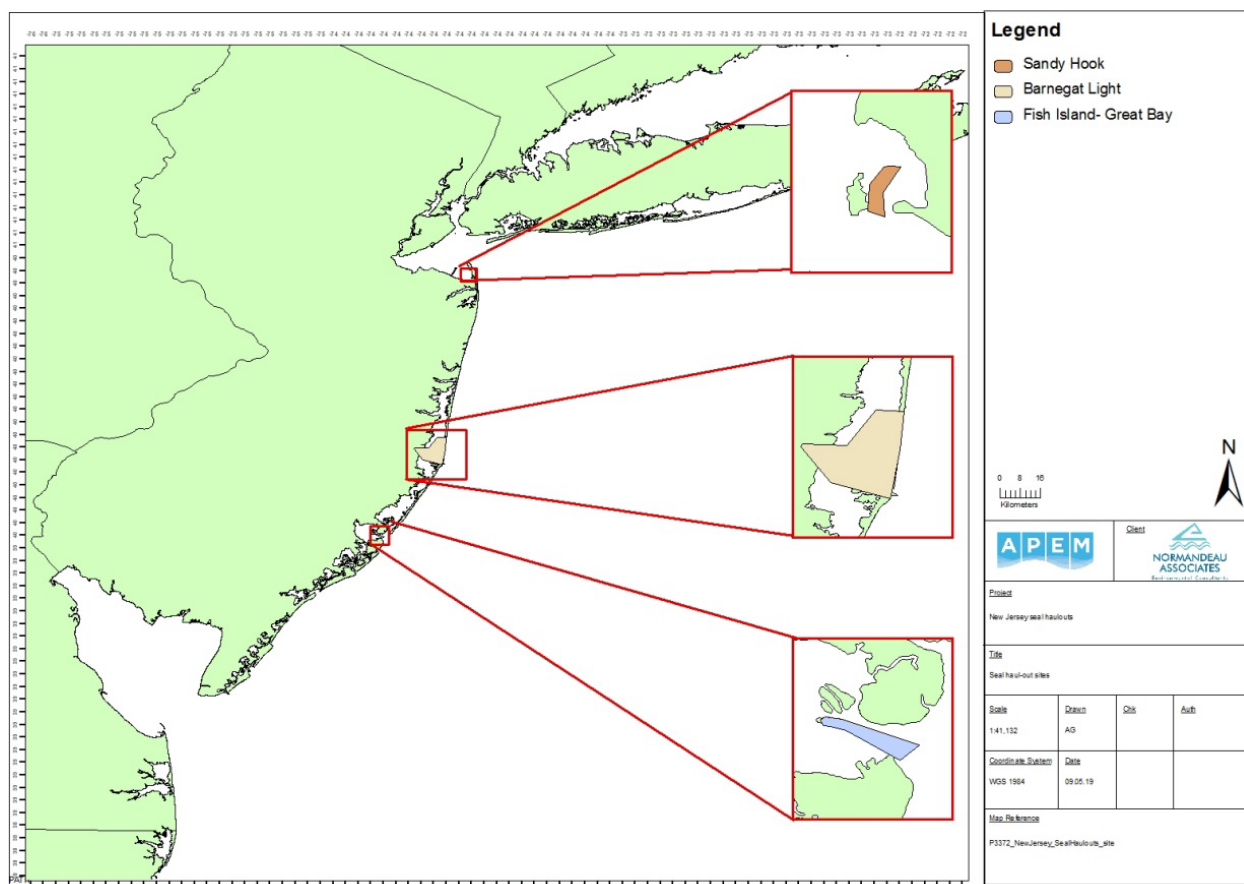 Legend
Sandy Hook
Barnegat Light
Fish Island- Great Bay
N
0 8 16
Kilometers
APEM
Client
NORMANDEAU
ASSOCIATES
Environmental Consultants
Project
New Jersey seal haulouts
Title
Seal haul-out sites
Scale
Drawn
Chk
Auth
1:41,132
AG
Coordinate System
Date
WGS 1984
09.05.19
Map Reference
P3372_NewJersey_SealHaulouts_site